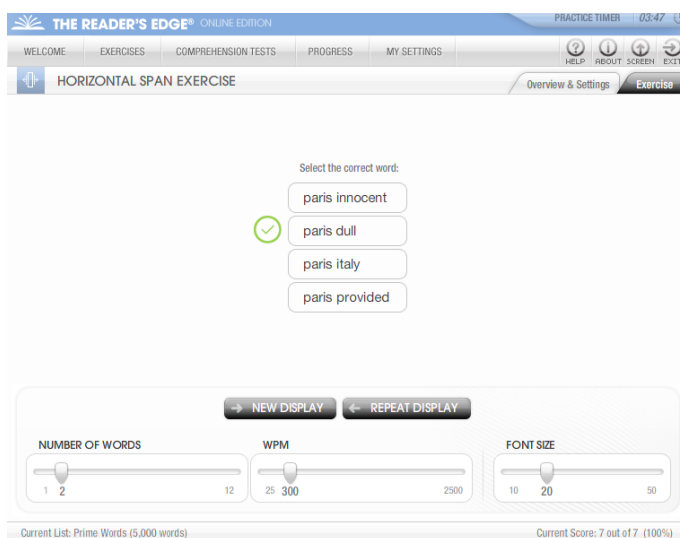 THE READER'S EDGE® ONLINE EDITION
PRACTICE TIMER 03:47
WELCOME EXERCISES COMPREHENSION TESTS PROGRESS MY SETTINGS
HELP ABOUT SCREEN EXIT
HORIZONTAL SPAN EXERCISE
Overview & Settings Exercise
Select the correct word:
paris innocent
paris dull
paris italy
paris provided
NEW DISPLAY REPEAT DISPLAY
NUMBER OF WORDS WPM FONT SIZE
1 2 12 25 300 2500 10 20 50
Current List: Prime Words (5,000 words) Current Score: 7 out of 7 (100%)